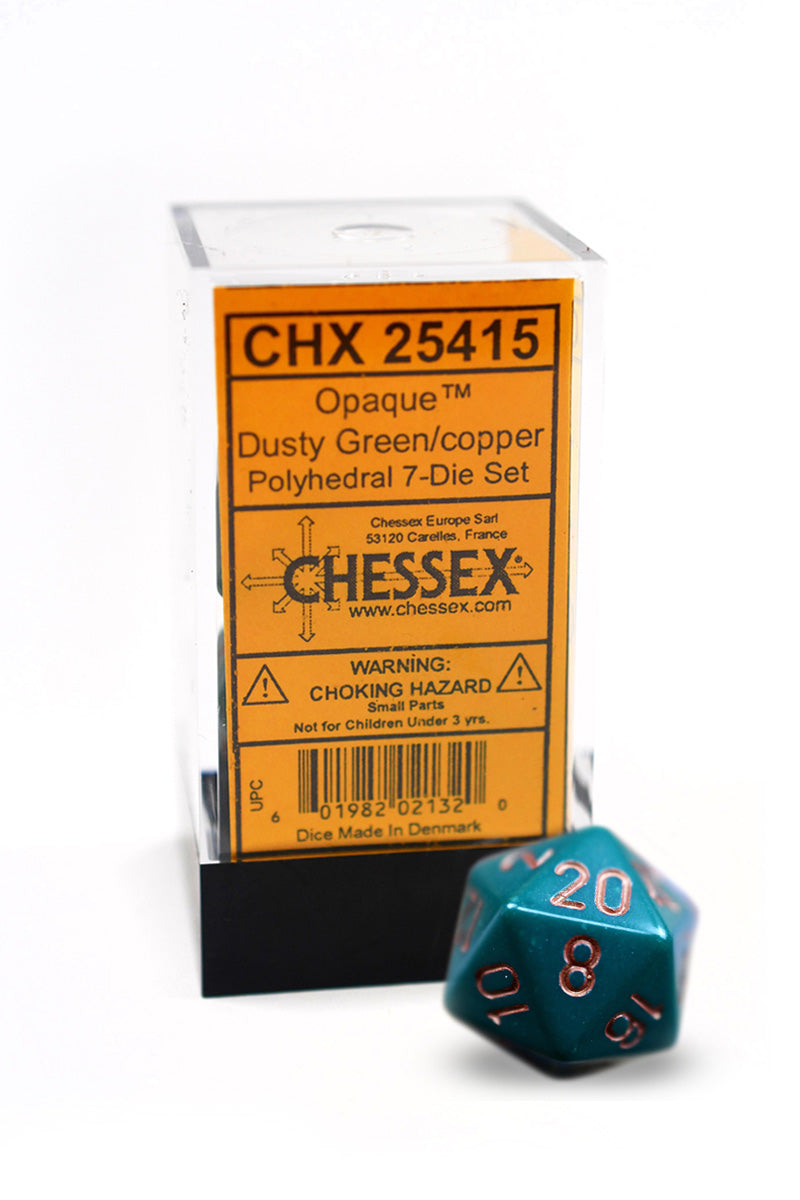 CHX 25415
Opaque™
Dusty Green/copper
Polyhedral 7-Die Set
Chessex Europe Sarl
53120 Carelles, France
CHESSEX®
www.chessex.com
WARNING:
CHOKING HAZARD
Small Parts
Not for Children Under 3 yrs.
UPC
6 01982 02132 0
Dice Made In Denmark
20
8
10
16